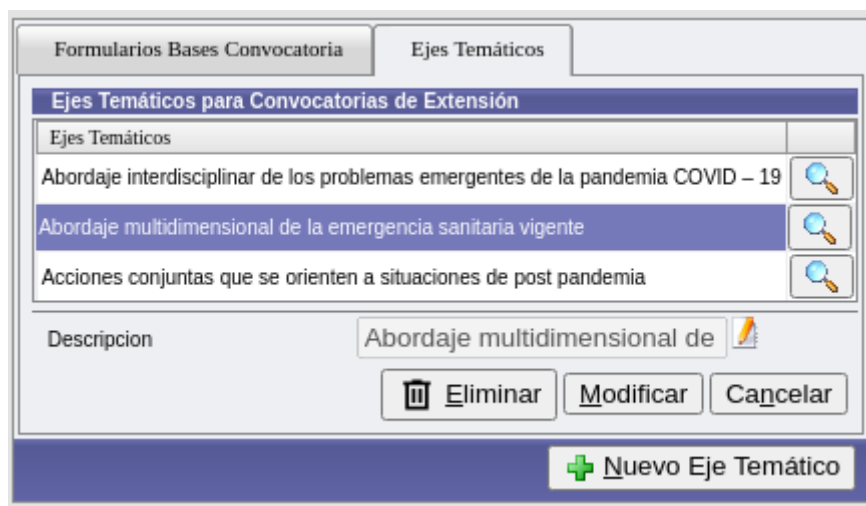 Formularios Bases Convocatoria
Ejes Temáticos
Ejes Temáticos para Convocatorias de Extensión
Ejes Temáticos
Abordaje interdisciplinar de los problemas emergentes de la pandemia COVID – 19
Abordaje multidimensional de la emergencia sanitaria vigente
Acciones conjuntas que se orienten a situaciones de post pandemia
Descripcion
Abordaje multidimensional de
Eliminar
Modificar
Cancelar
Nuevo Eje Temático